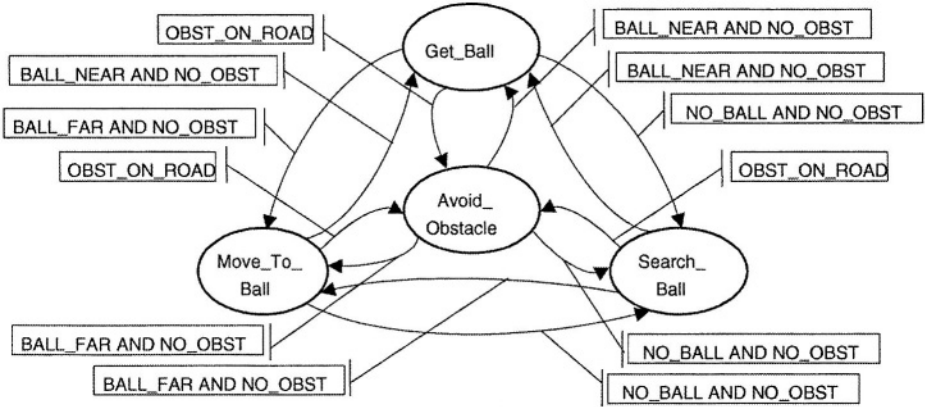 OBST_ON_ROAD
BALL_NEAR AND NO_OBST
Get_Ball
BALL_NEAR AND NO_OBST
BALL_NEAR AND NO_OBST
BALL_FAR AND NO_OBST
NO_BALL AND NO_OBST
OBST_ON_ROAD
OBST_ON_ROAD
Avoid_
Obstacle
Move_To_
Ball
Search_
Ball
BALL_FAR AND NO_OBST
NO_BALL AND NO_OBST
BALL_FAR AND NO_OBST
NO_BALL AND NO_OBST